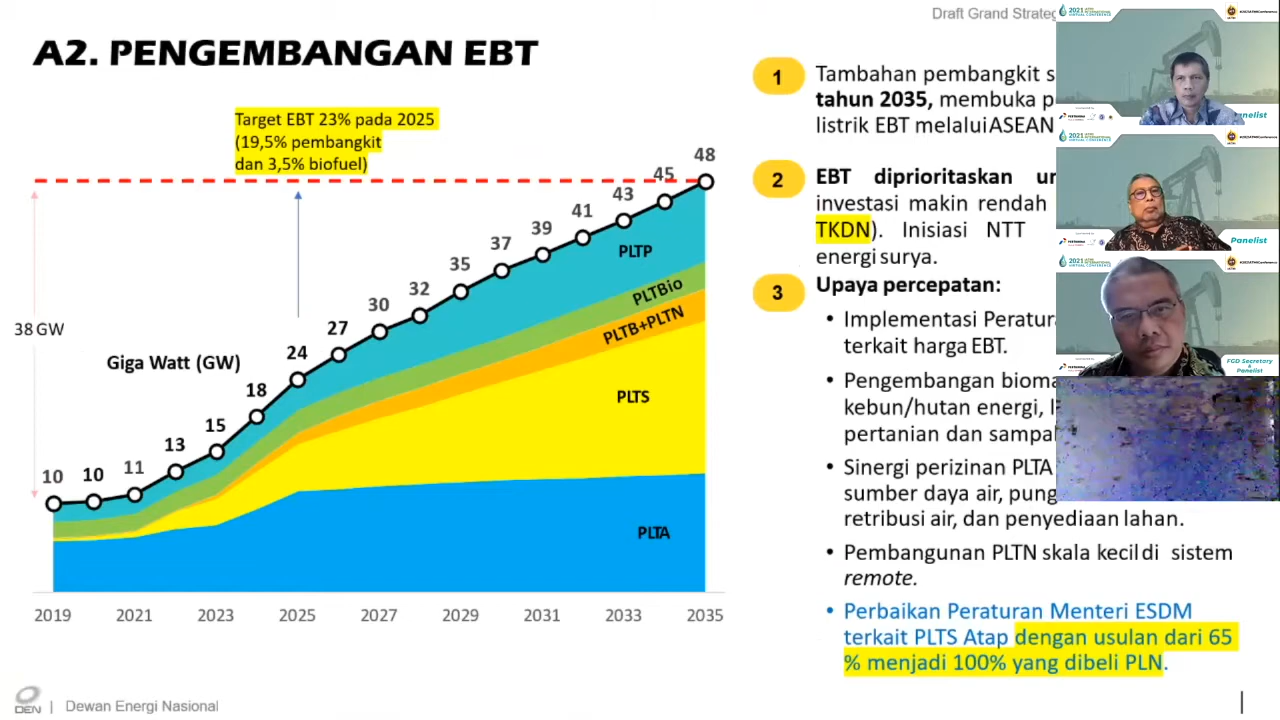 Draft Grand Strate
A2. PENGEMBANGAN EBT
Target EBT 23% pada 2025
(19,5% pembangkit
dan 3,5% biofuel)
38 GW
Giga Watt (GW)
10
10
11
13
15
18
24
27
30
32
35
37
39
41
43
45
48
PLTP
PLTBio
PLTB+PLTN
PLTS
PLTA
2019
2021
2023
2025
2027
2029
2031
2033
2035
1
Tambahan pembangkit s
tahun 2035, membuka p
listrik EBT melalui ASEAN
2
EBT diprioritaskan un
investasi makin rendah
TKDN). Inisiasi NTT
energi surya.
3
Upaya percepatan:
• Implementasi Peratur
terkait harga EBT.
• Pengembangan bioma
kebun/hutan energi, l
pertanian dan sampa
• Sinergi perizinan PLTA
sumber daya air, pung
retribusi air, dan penyediaan lahan.
• Pembangunan PLTN skala kecil di sistem
remote.
• Perbaikan Peraturan Menteri ESDM
terkait PLTS Atap dengan usulan dari 65
% menjadi 100% yang dibeli PLN.
DEN
| Dewan Energi Nasional
2021
Panelist
2021
Panelist
2021
FGD Secretary
&
Panelist